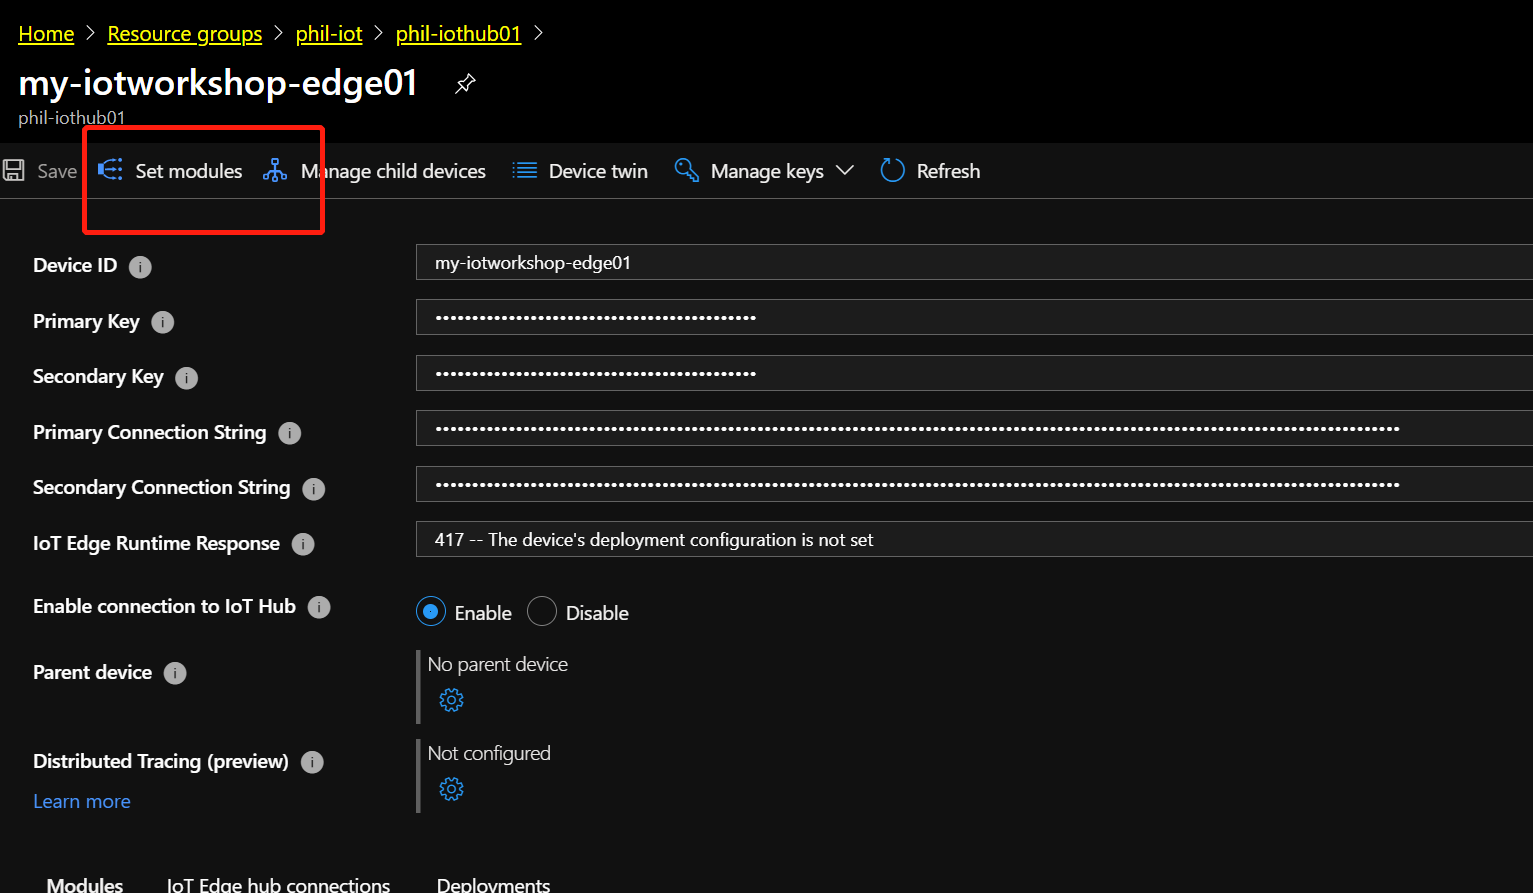 Home > Resource groups > phil-iot > phil-iothub01 >
my-iotworkshop-edge01
phil-iothub01
Save Set modules Manage child devices Device twin Manage keys Refresh
Device ID my-iotworkshop-edge01
Primary Key
Secondary Key
Primary Connection String
Secondary Connection String
IoT Edge Runtime Response 417 -- The device's deployment configuration is not set
Enable connection to IoT Hub Enable Disable
Parent device No parent device
Distributed Tracing (preview) Not configured
Learn more
Modules IoT Edge hub connections Deployments